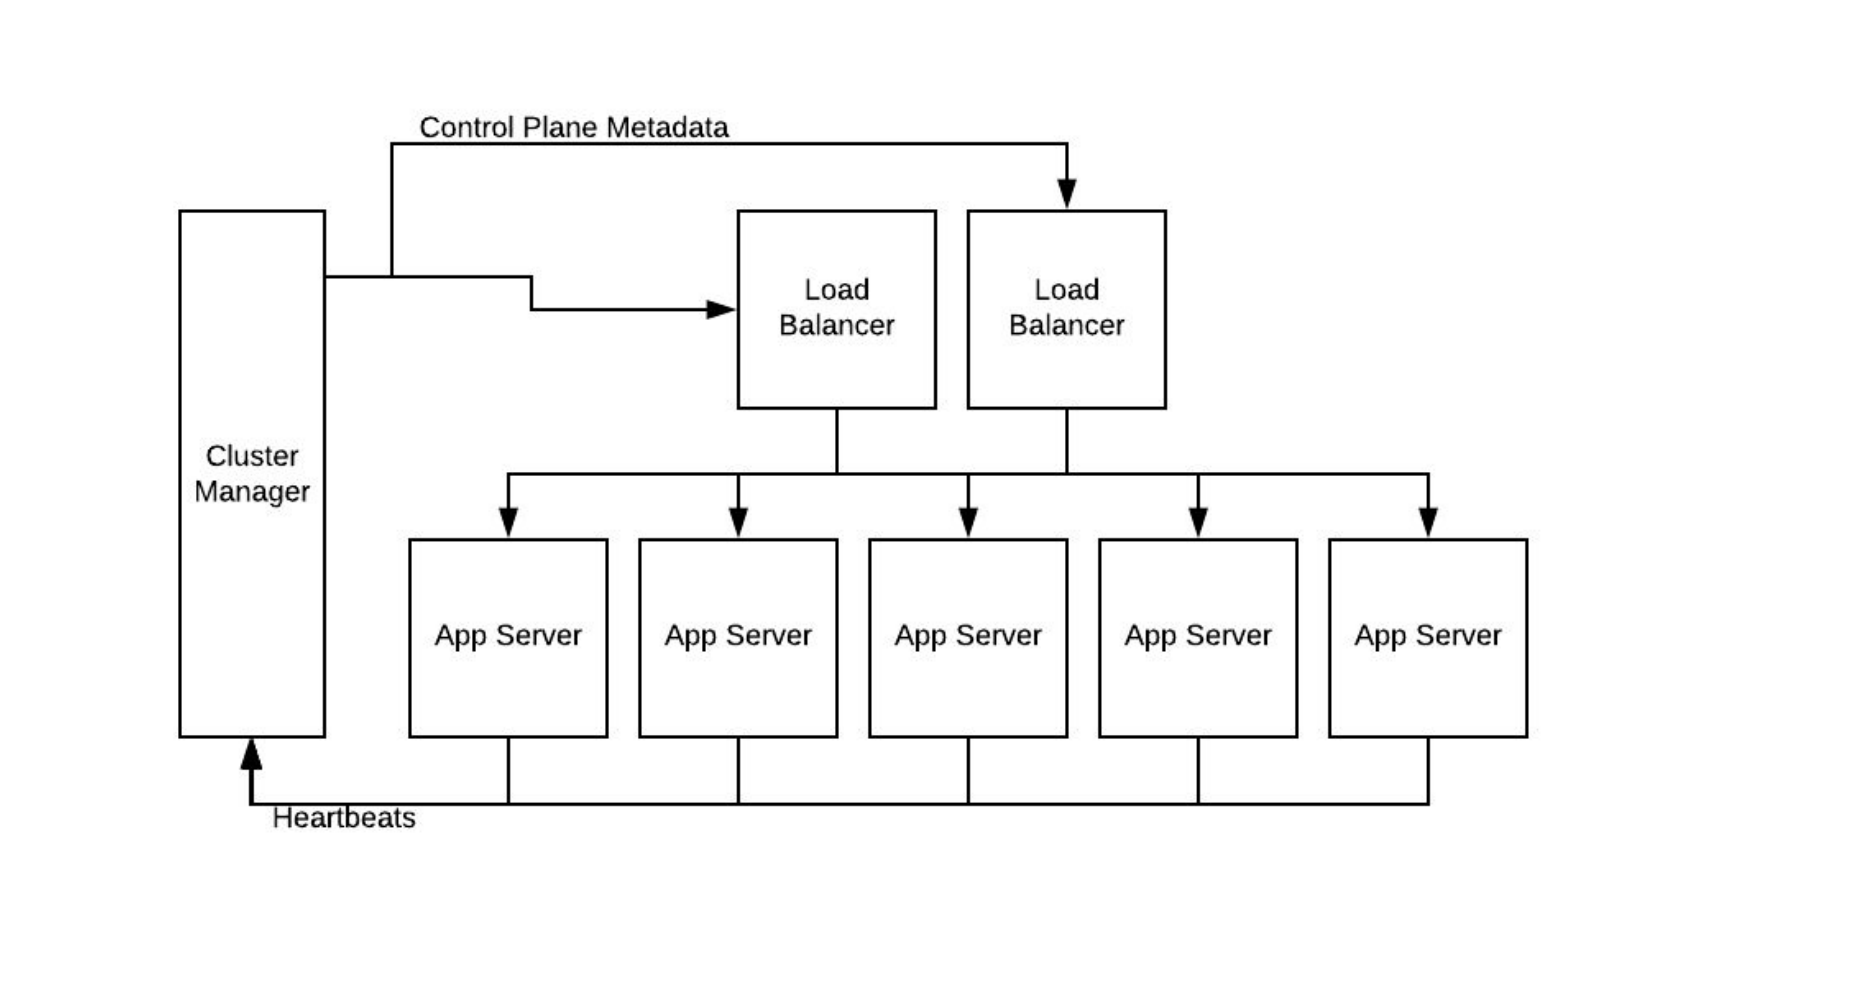 Control Plane Metadata
Load
Balancer
Load
Balancer
Cluster
Manager
App Server
App Server
App Server
App Server
App Server
Heartbeats